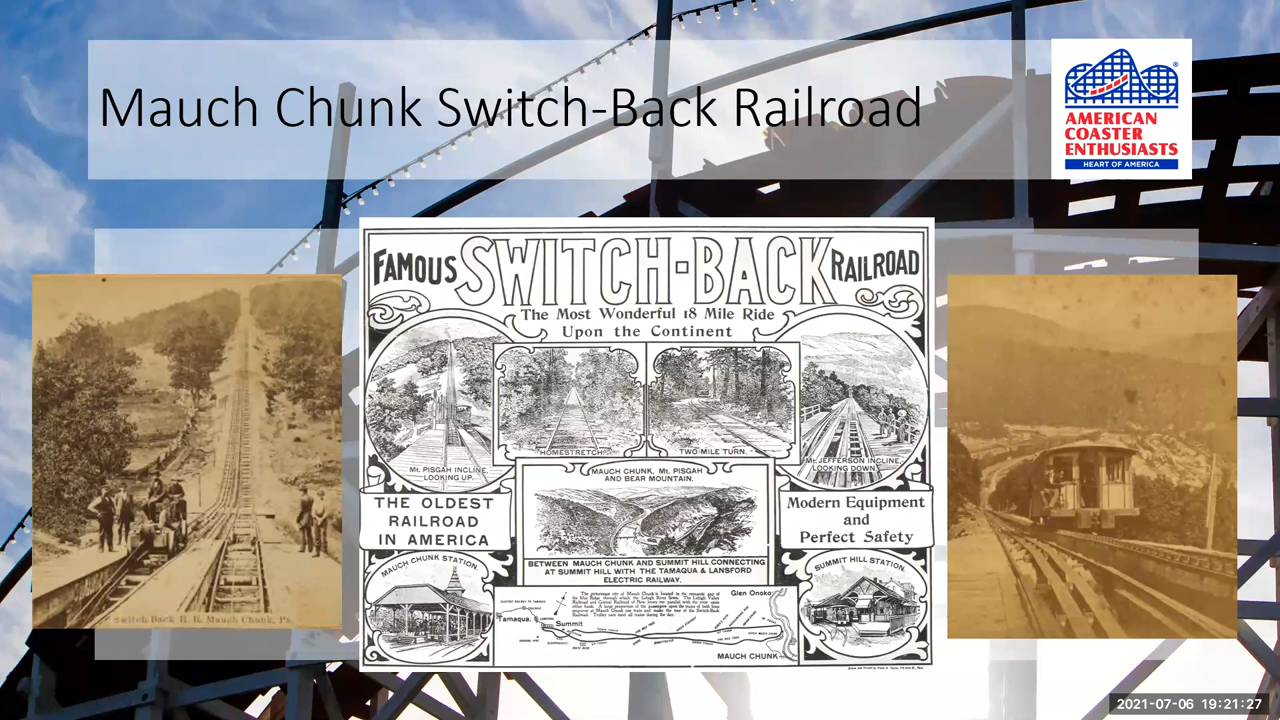 Mauch Chunk Switch-Back Railroad
AMERICAN
COASTER
ENTHUSIASTS
HEART OF AMERICA
FAMOUS SWITCH-BACK RAILROAD
The Most Wonderful 18 Mile Ride
Upon the Continent
Mt. PISGAH INCLINE,
LOOKING UP.
HOMESTRETCH.
TWO-MILE TURN.
Mt. JEFFERSON INCLINE,
LOOKING DOWN.
THE OLDEST
RAILROAD
IN AMERICA
MAUCH CHUNK, Mt. PISGAH
AND BEAR MOUNTAIN.
Modern Equipment
and
Perfect Safety
BETWEEN MAUCH CHUNK AND SUMMIT HILL CONNECTING
AT SUMMIT HILL WITH THE TAMAQUA & LANSFORD
ELECTRIC RAILWAY.
MAUCH CHUNK STATION.
SUMMIT HILL STATION.
Glen Onoko
Tamaqua.
Summit
MAUCH CHUNK
Switch Back R. R. Mauch Chunk, Pa.
2021-07-06 19:21:27